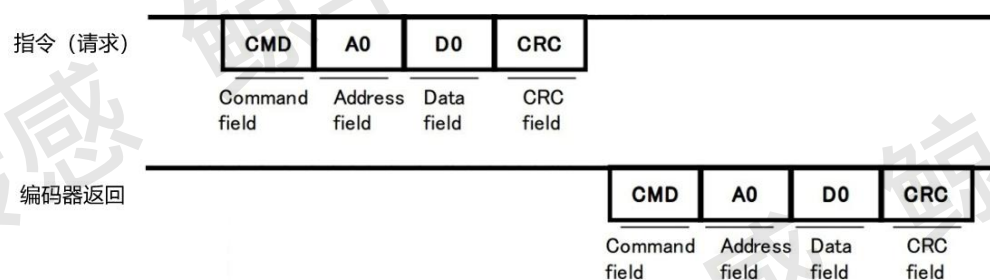 指令（请求）
CMD A0 D0 CRC
Command Address Data CRC
field field field field
编码器返回
CMD A0 D0 CRC
Command Address Data CRC
field field field field